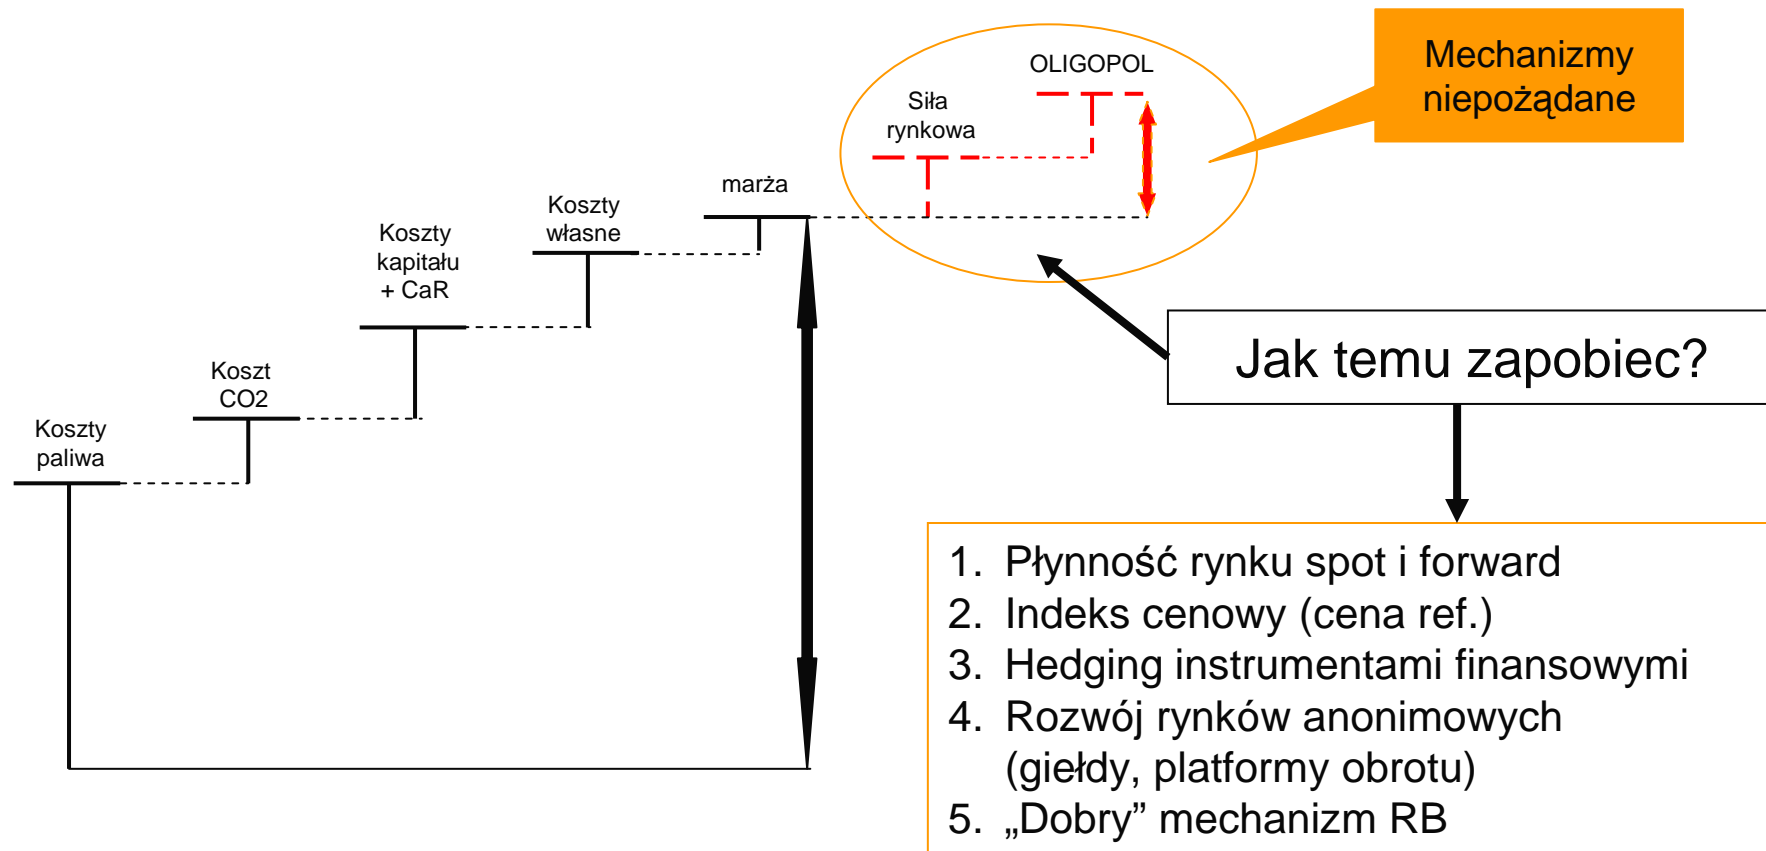 Koszty
paliwa
Koszt
CO2
Koszty
kapitału
+ CaR
Koszty
własne
marża
Siła
rynkowa
OLIGOPOL
Mechanizmy
niepożądane
Jak temu zapobiec?
1. Płynność rynku spot i forward
2. Indeks cenowy (cena ref.)
3. Hedging instrumentami finansowymi
4. Rozwój rynków anonimowych
(giełdy, platformy obrotu)
5. „Dobry” mechanizm RB